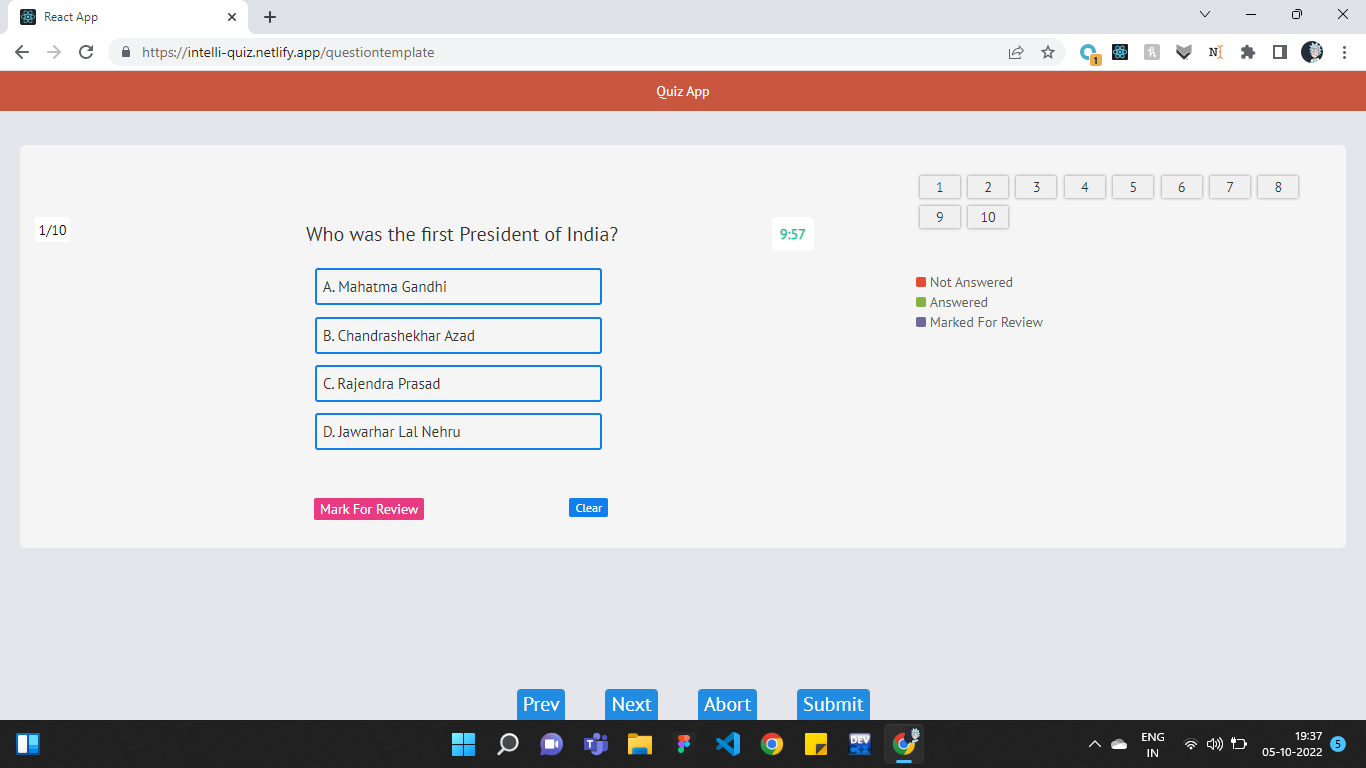 React App
https://intelli-quiz.netlify.app/questiontemplate
1
Quiz App
1/10
Who was the first President of India?
9:57
A. Mahatma Gandhi
B. Chandrashekhar Azad
C. Rajendra Prasad
D. Jawarhar Lal Nehru
Mark For Review
Clear
1 2 3 4 5 6 7 8
9 10
Not Answered
Answered
Marked For Review
Prev Next Abort Submit
DEV
ENG
IN
19:37
05-10-2022
5